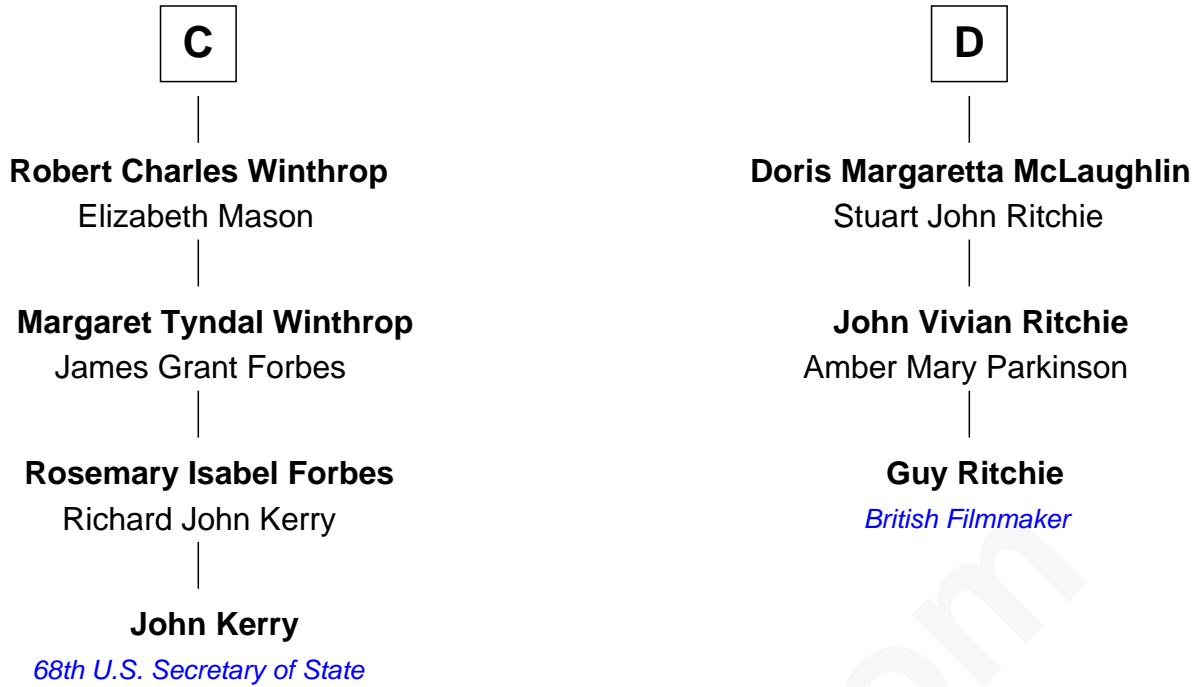 C
Robert Charles Winthrop
Elizabeth Mason
Margaret Tyndal Winthrop
James Grant Forbes
Rosemary Isabel Forbes
Richard John Kerry
John Kerry
68th U.S. Secretary of State
D
Doris Margaretta McLaughlin
Stuart John Ritchie
John Vivian Ritchie
Amber Mary Parkinson
Guy Ritchie
British Filmmaker
om